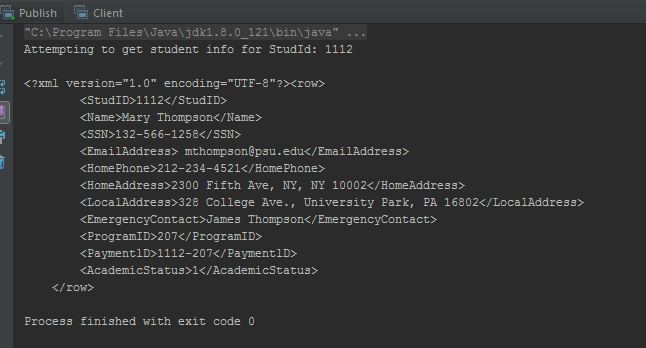 Publish Client
"C:\Program Files\Java\jdk1.8.0_121\bin\java" ...
Attempting to get student info for StudId: 1112
<?xml version="1.0" encoding="UTF-8"?><row>
<StudID>1112</StudID>
<Name>Mary Thompson</Name>
<SSN>132-566-1258</SSN>
<EmailAddress> mthompson@psu.edu</EmailAddress>
<HomePhone>212-234-4521</HomePhone>
<HomeAddress>2300 Fifth Ave, NY, NY 10002</HomeAddress>
<LocalAddress>328 College Ave., University Park, PA 16802</LocalAddress>
<EmergencyContact>James Thompson</EmergencyContact>
<ProgramID>207</ProgramID>
<PaymentlD>1112-207</PaymentlD>
<AcademicStatus>1</AcademicStatus>
</row>
Process finished with exit code 0